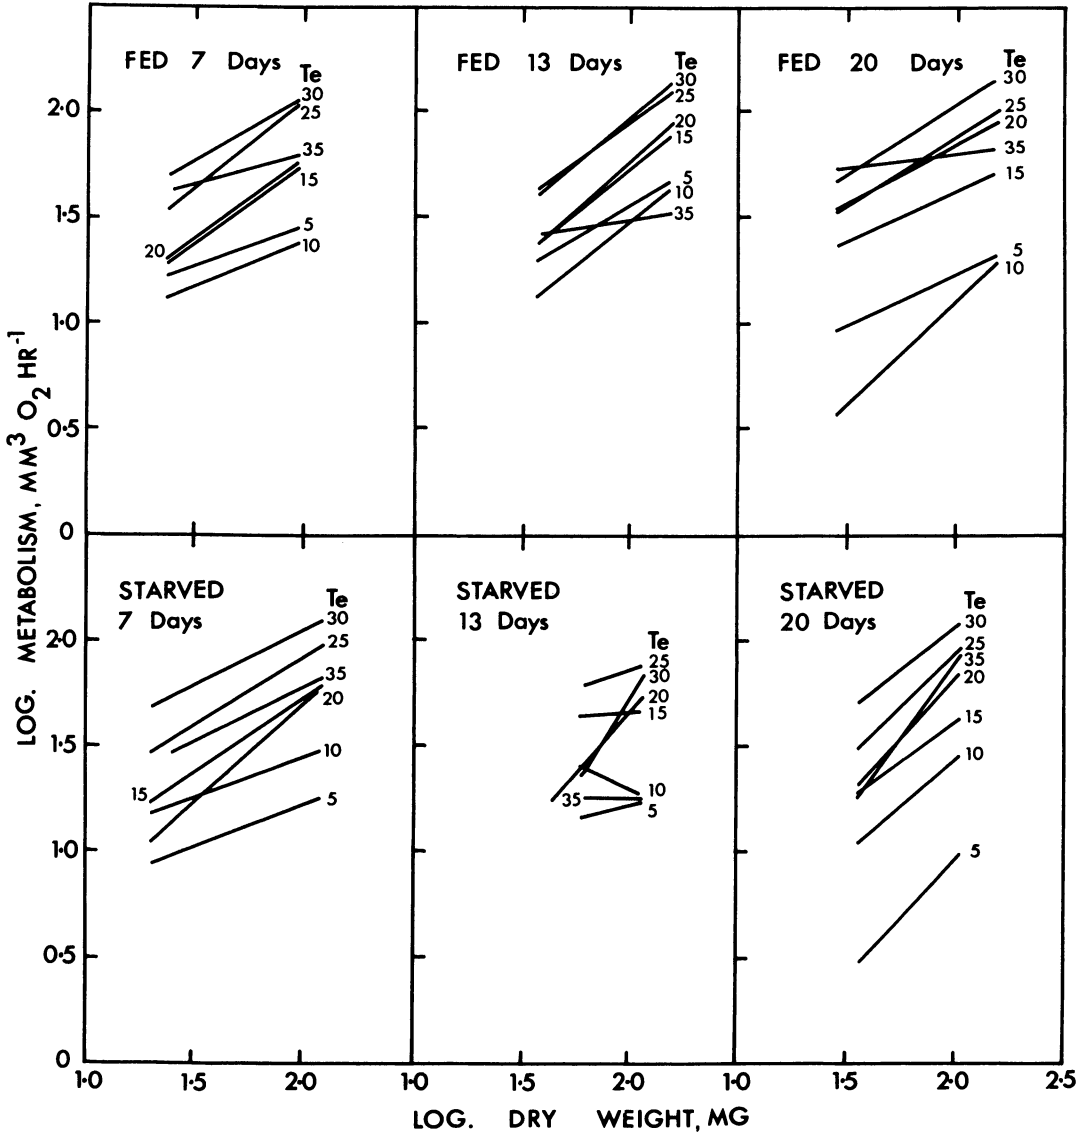 FED 7 Days
Te
30
25
35
15
20
5
10
FED 13 Days
Te
30
25
20
15
5
10
35
FED 20 Days
Te
30
25
20
35
15
5
10
2·0
1·5
1·0
0·5
0
LOG. METABOLISM, MM³ O₂ HR⁻¹
STARVED
7 Days
Te
30
25
35
20
15
10
5
STARVED
13 Days
Te
25
30
20
15
10
35
5
STARVED
20 Days
Te
30
25
35
20
15
10
5
2·0
1·5
1·0
0·5
0
1·0 1·5 2·0 1·0 1·5 2·0 1·0 1·5 2·0 2·5
LOG. DRY WEIGHT, MG